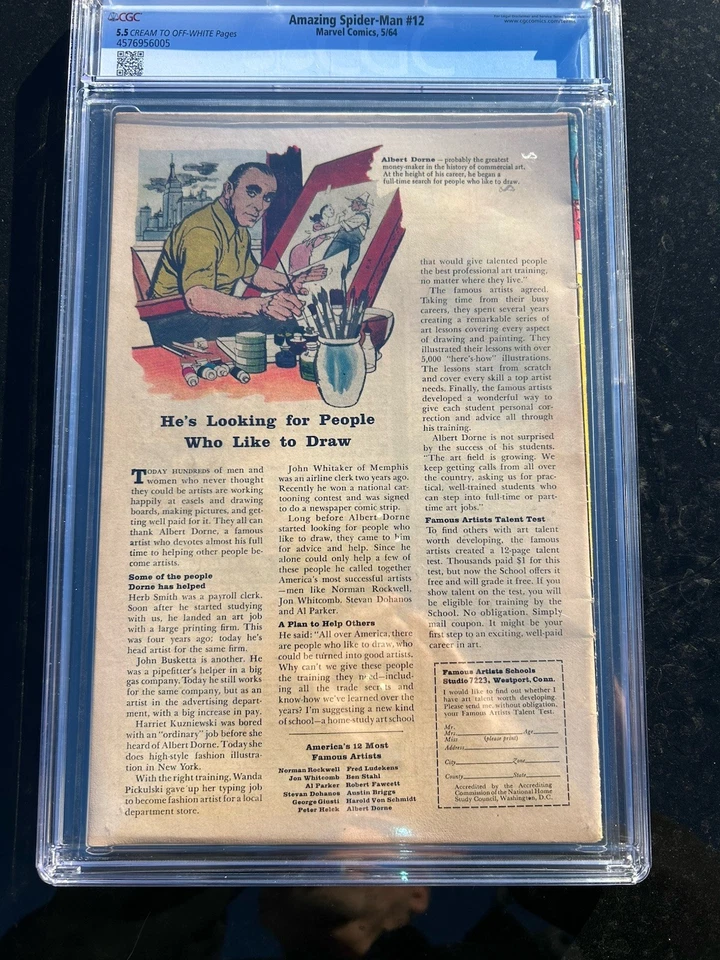 CGC
5.5 CREAM TO OFF-WHITE Pages
4576956005
Amazing Spider-Man #12
Marvel Comics, 5/64
Albert Dorne — probably the greatest
money-maker in the history of commercial art.
At the height of his career, he began a
full-time search for people who like to draw.
He's Looking for People
Who Like to Draw
TODAY HUNDREDS of men and
women who never thought
they could be artists are working
happily at easels and drawing
boards, making pictures, and get-
ting well paid for it. They all can
thank Albert Dorne, a famous
artist who devotes almost his full
time to helping other people be-
come artists.
Some of the people
Dorne has helped
Herb Smith was a payroll clerk.
Soon after he started studying
with us, he landed an art job
with a large printing firm. This
was four years ago; today he's
head artist for the same firm.
John Busketta is another. He
was a pipefitter's helper in a big
gas company. Today he still works
for the same company, but as an
artist in the advertising depart-
ment, with a big increase in pay.
Harriet Kuzniewski was bored
with an "ordinary" job before she
heard of Albert Dorne. Today she
does high-style fashion illustra-
tion in New York.
With the right training, Wanda
Pickulski gave up her typing job
to become fashion artist for a local
department store.
John Whitaker of Memphis
was an airline clerk two years ago.
Recently he won a national car-
tooning contest and was signed
to do a newspaper comic strip.
Long before Albert Dorne
started looking for people who
like to draw, they came to him
for advice and help. Since he
alone could only help a few of
these people he called together
America's most successful artists
—men like Norman Rockwell,
Jon Whitcomb, Stevan Dohanos
and Al Parker.
A Plan to Help Others
He said: "All over America, there
are people who like to draw, who
could be turned into good artists.
Why can't we give these people
the training they need—includ-
ing all the trade secrets and
know-how we've learned over the
years? I'm suggesting a new kind
of school—a home-study art school
America's 12 Most
Famous Artists
Norman Rockwell Fred Ludekens
Jon Whitcomb Ben Stahl
Al Parker Robert Fawcett
Stevan Dohanos Austin Briggs
George Giusti Harold Von Schmidt
Peter Helck Albert Dorne
that would give talented people
the best professional art training,
no matter where they live."
The famous artists agreed.
Taking time from their busy
careers, they spent several years
creating a remarkable series of
art lessons covering every aspect
of drawing and painting. They
illustrated their lessons with over
5,000 "here's-how" illustrations.
The lessons start from scratch
and cover every skill a top artist
needs. Finally, the famous artists
developed a wonderful way to
give each student personal cor-
rection and advice all through
his training.
Albert Dorne is not surprised
by the success of his students.
"The art field is growing. We
keep getting calls from all over
the country, asking us for prac-
tical, well-trained students who
can step into full-time or part-
time art jobs."
Famous Artists Talent Test
To find others with art talent
worth developing, the famous
artists created a 12-page talent
test. Thousands paid $1 for this
test, but now the School offers it
free and will grade it free. If you
show talent on the test, you will
be eligible for training by the
School. No obligation. Simply
mail coupon. It might be your
first step to an exciting, well-paid
career in art.
Famous Artists Schools
Studio 7223, Westport, Conn.
I would like to find out whether I
have art talent worth developing.
Please send me, without obligation,
your Famous Artists Talent Test.
Mr.
Mrs. Age
Miss (please print)
Address
City Zone
County State
Accredited by the Accrediting
Commission of the National Home
Study Council, Washington, D.C.